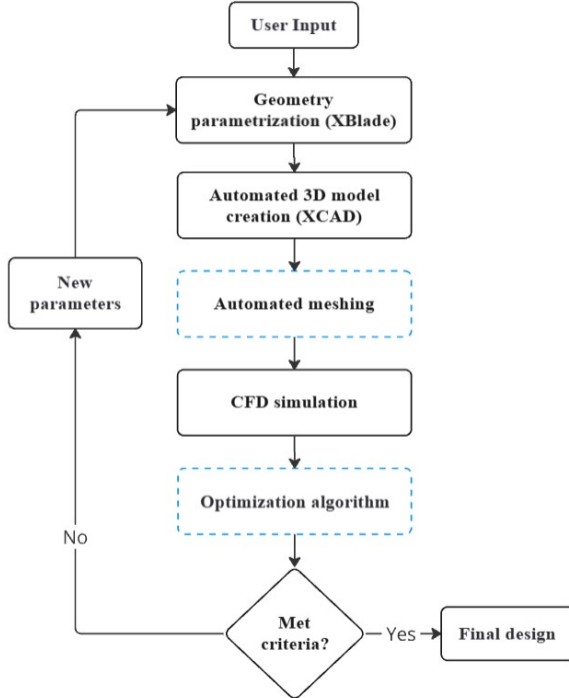 User Input
Geometry
parametrization (XBlade)
Automated 3D model
creation (XCAD)
New
parameters
Automated meshing
CFD simulation
Optimization algorithm
No
Met
criteria?
Yes
Final design